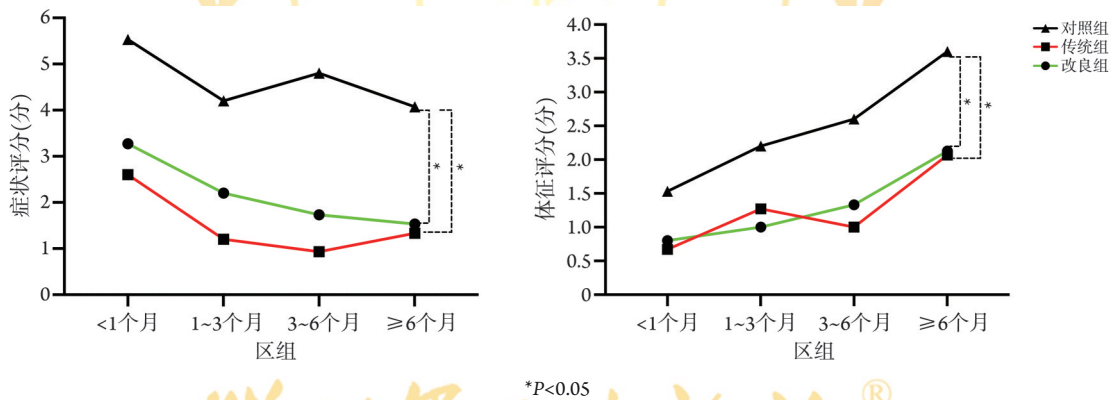 6
5
4
3
2
1
0
症状评分(分)
<1个月 1~3个月 3~6个月 ≥6个月
区组
* *
4.0
3.5
3.0
2.5
2.0
1.5
1.0
0.5
0
体征评分(分)
<1个月 1~3个月 3~6个月 ≥6个月
区组
* *
对照组
传统组
改良组
*P<0.05
®